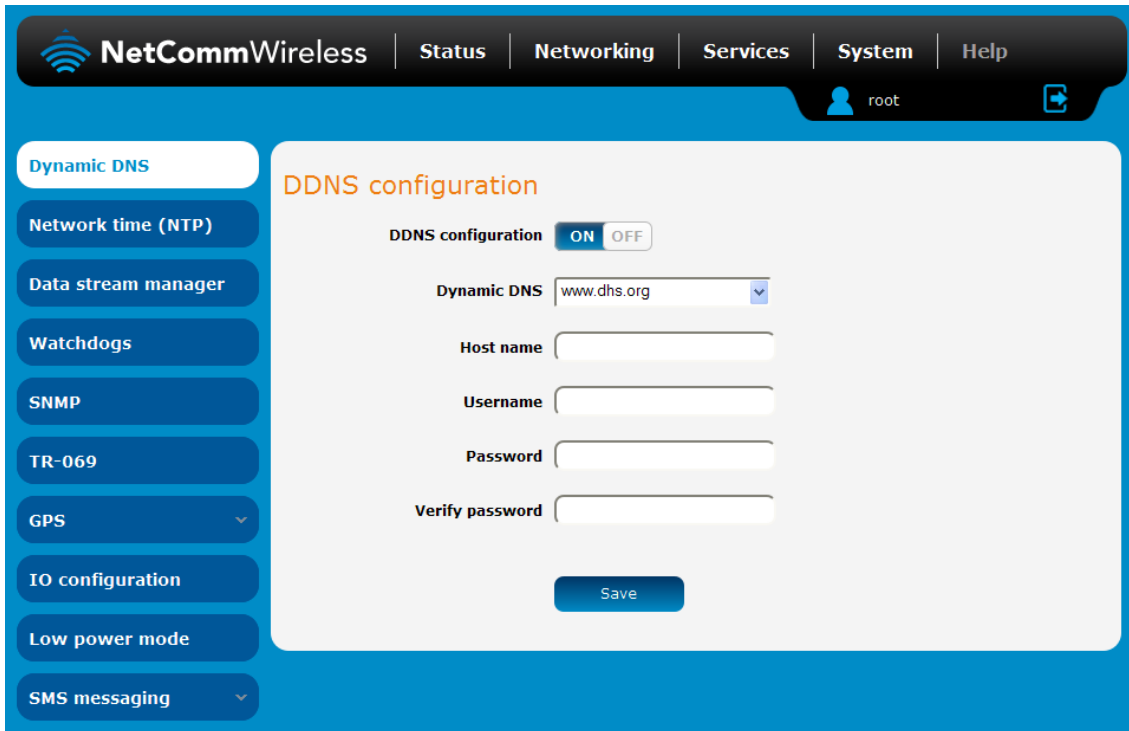 NetCommWireless Status Networking Services System Help
root
Dynamic DNS
Network time (NTP)
Data stream manager
Watchdogs
SNMP
TR-069
GPS
IO configuration
Low power mode
SMS messaging
DDNS configuration
DDNS configuration ON OFF
Dynamic DNS www.dhs.org
Host name
Username
Password
Verify password
Save